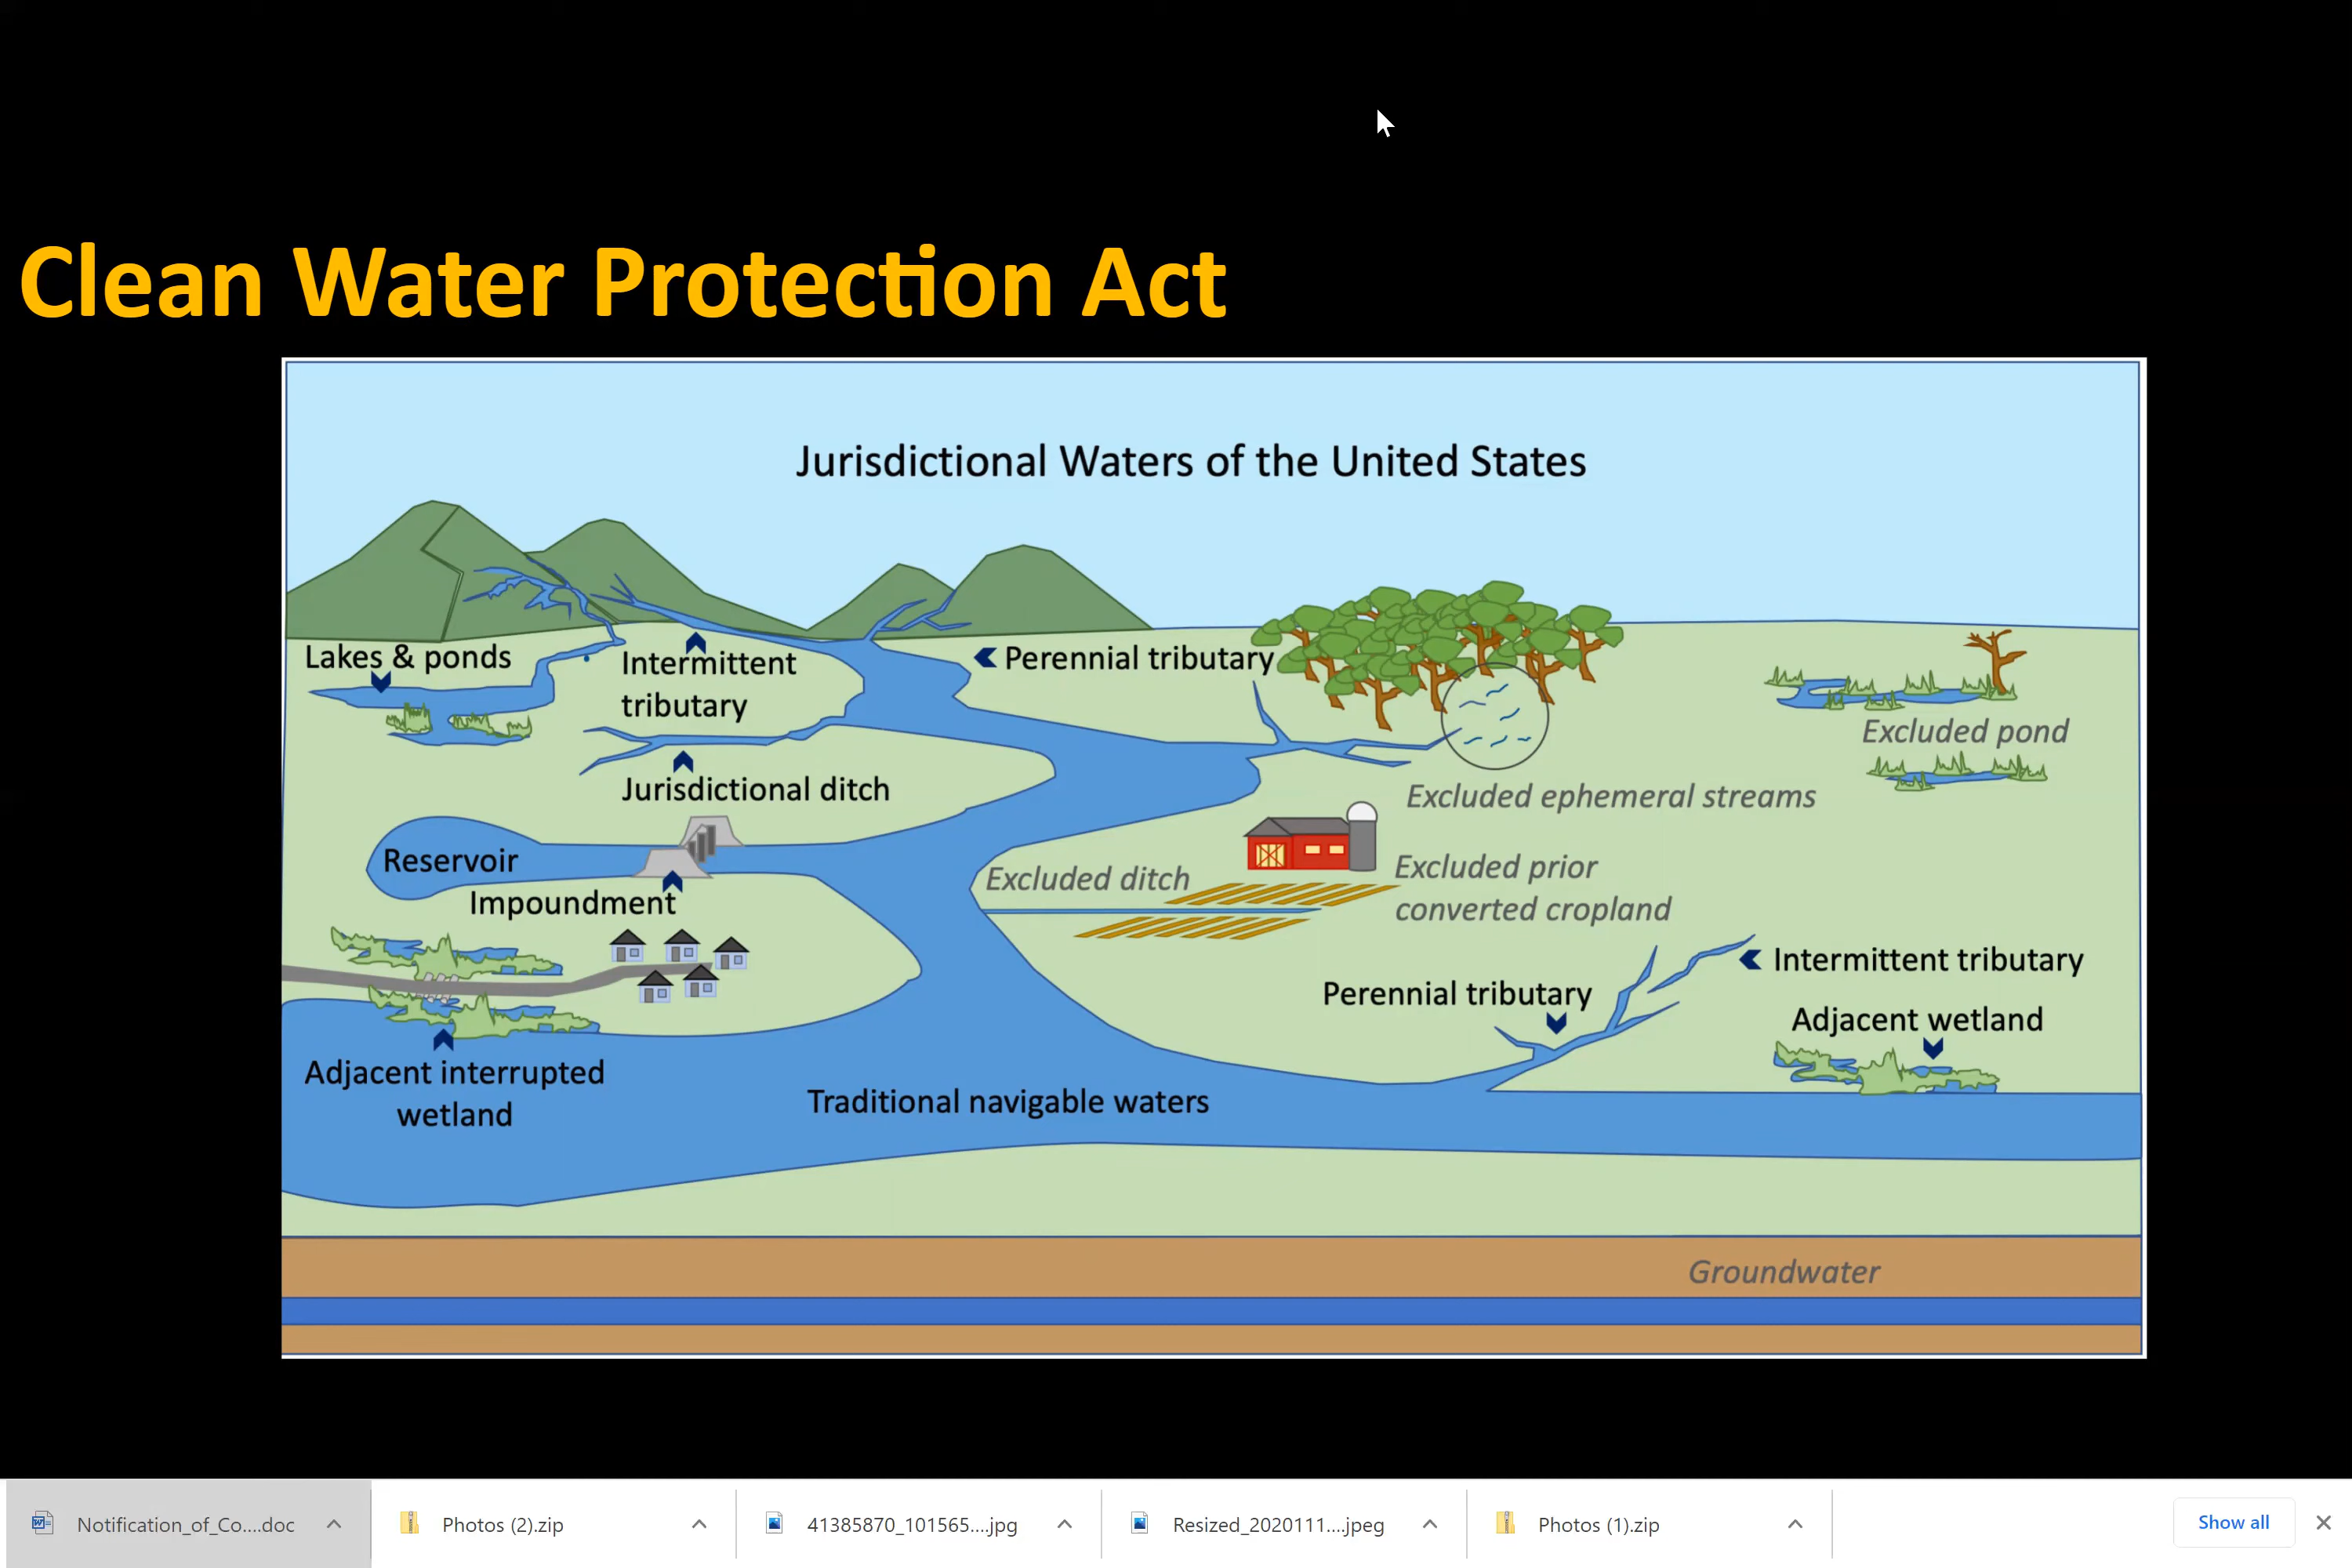 Clean Water Protection Act
Jurisdictional Waters of the United States
Lakes & ponds
Intermittent
tributary
Perennial tributary
Jurisdictional ditch
Excluded pond
Excluded ephemeral streams
Reservoir
Impoundment
Excluded ditch
Excluded prior
converted cropland
Intermittent tributary
Perennial tributary
Adjacent wetland
Adjacent interrupted
wetland
Traditional navigable waters
Groundwater
Notification_of_Co....doc
Photos (2).zip
41385870_101565....jpg
Resized_2020111....jpeg
Photos (1).zip
Show all